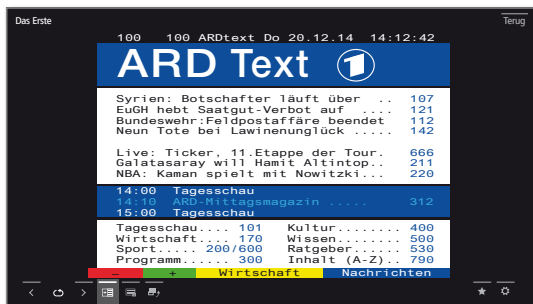 Das Erste
Terug
100 100 ARDtext Do 20.12.14 14:12:42
ARD Text 1
Syrien: Botschafter läuft über .. 107
EuGH hebt Saatgut-Verbot auf .... 121
Bundeswehr:Feldpostaffäre beendet 112
Neun Tote bei Lawinenunglück ..... 142
Live: Ticker, 11.Etappe der Tour. 666
Galatasaray will Hamit Altintop.. 211
NBA: Kaman spielt mit Nowitzki... 220
14:00 Tagesschau
14:10 ARD-Mittagsmagazin ..... 312
15:00 Tagesschau
Tagesschau.... 101 Kultur........ 400
Wirtschaft.... 170 Wissen........ 500
Sport..... 200/600 Ratgeber...... 530
Programm...... 300 Inhalt (A-Z).. 790
– + Wirtschaft Nachrichten